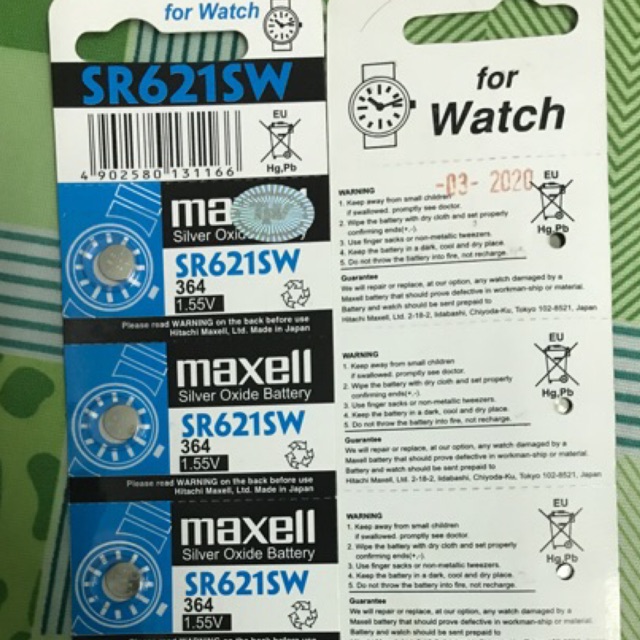 for Watch
SR621SW
EU
4 902580 131166
Hg,Pb
maxell
Silver Oxide
SR621SW
364
1.55V
Please read WARNING on the back before use
Hitachi Maxell, Ltd. Made in Japan
maxell
Silver Oxide Battery
SR621SW
364
1.55V
Please read WARNING on the back before use
Hitachi Maxell, Ltd. Made in Japan
maxell
Silver Oxide Battery
SR621SW
364
1.55V
for
Watch
-03- 2020
EU
Hg,Pb
WARNING
1. Keep away from small children
if swallowed. promptly see doctor.
2. Wipe the battery with dry cloth and set properly
confirming ends(+,-).
3. Use finger sacks or non-metallic tweezers.
4. Keep the battery in a dark, cool and dry place.
5. Do not throw the battery into fire, not recharge.
Guarantee
We will repair or replace, at our option, any watch damaged by a
Maxell battery that should prove defective in workman-ship or material.
Battery and watch should be sent prepaid to
Hitachi Maxell, Ltd. 2-18-2, Iidabashi, Chiyoda-Ku, Tokyo 102-8521, Japan
EU
Hg,Pb
WARNING
1. Keep away from small children
if swallowed. promptly see doctor.
2. Wipe the battery with dry cloth and set properly
confirming ends(+,-).
3. Use finger sacks or non-metallic tweezers.
4. Keep the battery in a dark, cool and dry place.
5. Do not throw the battery into fire, not recharge.
Guarantee
We will repair or replace, at our option, any watch damaged by a
Maxell battery that should prove defective in workman-ship or material.
Battery and watch should be sent prepaid to
Hitachi Maxell, Ltd. 2-18-2, Iidabashi, Chiyoda-Ku, Tokyo 102-8521, Japan
EU
Hg,Pb
WARNING
1. Keep away from small children
if swallowed. promptly see doctor.
2. Wipe the battery with dry cloth and set properly
confirming ends(+,-).
3. Use finger sacks or non-metallic tweezers.
4. Keep the battery in a dark, cool and dry place.
5. Do not throw the battery into fire, not recharge.
Guarantee
We will repair or replace, at our option, any watch damaged by a
Maxell battery that should prove defective in workman-ship or material.
Battery and watch should be sent prepaid to